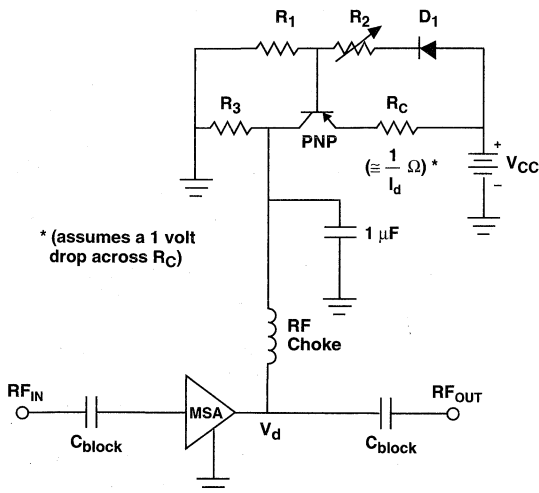 R1 R2 D1
R3 RC
PNP
+
(≅ 1/Id Ω) *
VCC
−
* (assumes a 1 volt
drop across RC)
1 μF
RF
Choke
RFIN
RFOUT
MSA
Cblock
Vd
Cblock